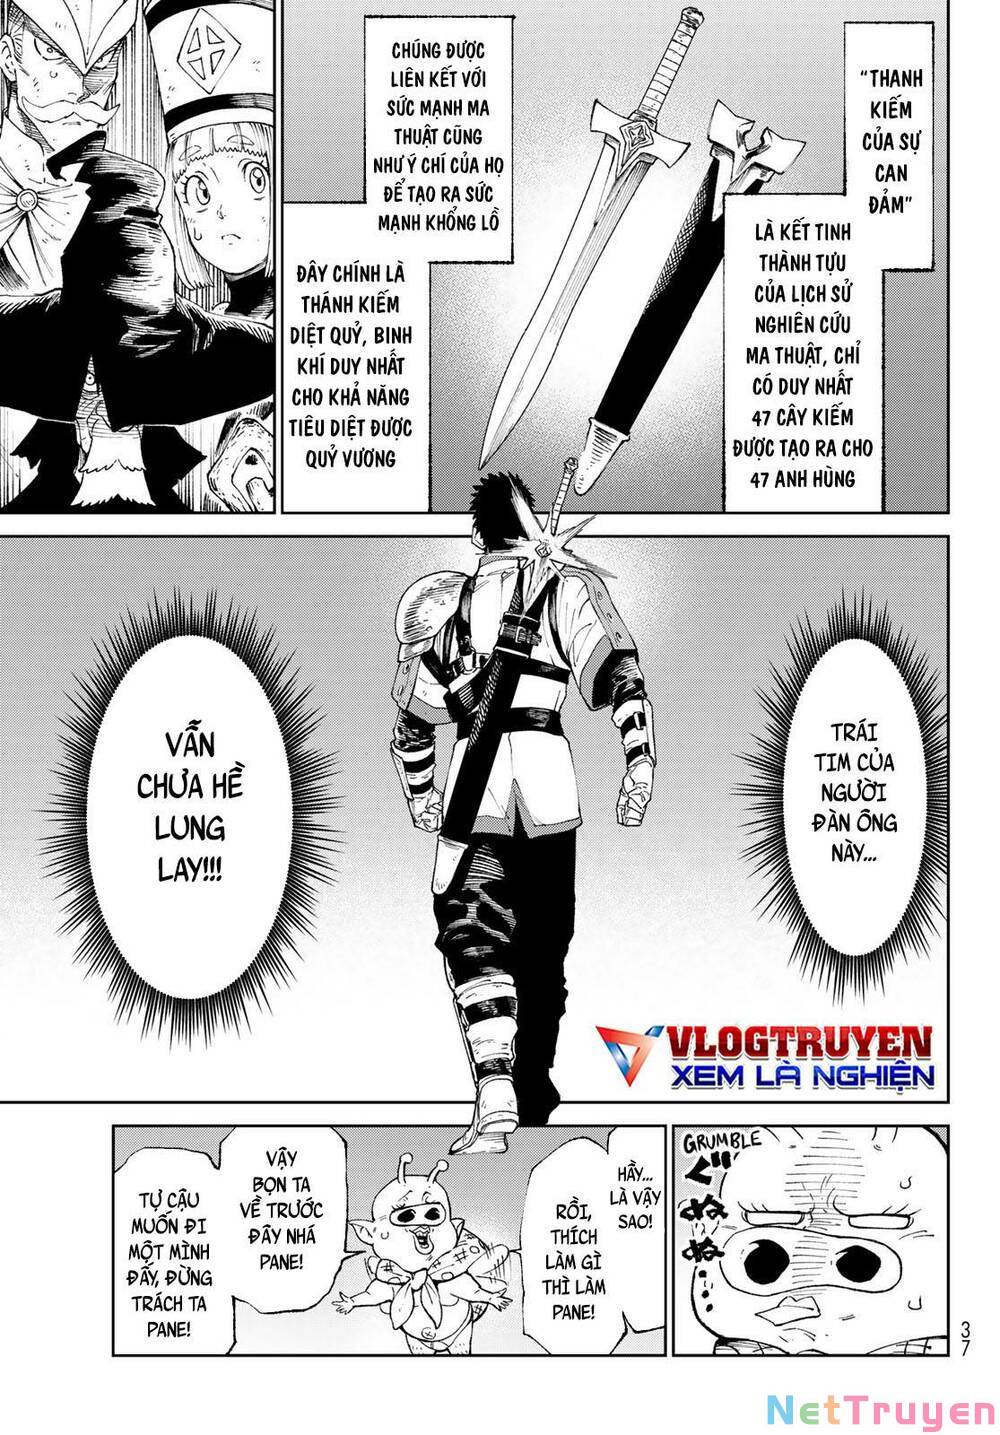 “THANH
KIẾM CỦA SỰ
CAN
ĐẢM”
LÀ KẾT TINH
THÀNH TỰU
CỦA LỊCH SỬ
NGHIÊN CỨU
MA THUẬT, CHỈ
CÓ DUY NHẤT
47 CÂY KIẾM
ĐƯỢC TẠO RA CHO
47 ANH HÙNG
CHÚNG ĐƯỢC
LIÊN KẾT VỚI
SỨC MẠNH MA
THUẬT CŨNG
NHƯ Ý CHÍ CỦA HỌ
ĐỂ TẠO RA SỨC
MẠNH KHỔNG LỒ
ĐÂY CHÍNH LÀ
THÁNH KIẾM
DIỆT QUỶ, BINH
KHÍ DUY NHẤT
CHO KHẢ NĂNG
TIÊU DIỆT ĐƯỢC
QUỶ VƯƠNG
TRÁI
TIM CỦA
NGƯỜI
ĐÀN ÔNG
NÀY...
VẪN
CHƯA HỀ
LUNG
LAY!!!
VLOGTRUYEN
XEM LÀ NGHIỆN
GRUMBLE
ぐぐぐ
ぬぬ...
HẦY...
LÀ VẬY
SAO!
RỒI, THÍCH
LÀM GÌ
THÌ LÀM
PANE!
VẬY
BỌN TA
VỀ TRƯỚC
ĐÂY NHÁ
PANE!
TỰ CẬU
MUỐN ĐI
MỘT MÌNH
ĐẤY, ĐỪNG
TRÁCH TA
PANE!
37
NetTruyen